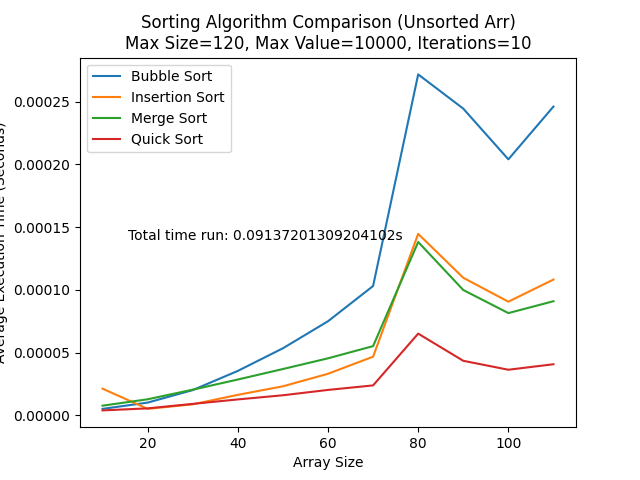 Sorting Algorithm Comparison (Unsorted Arr)
Max Size=120, Max Value=10000, Iterations=10
Bubble Sort
Insertion Sort
Merge Sort
Quick Sort
0.00025
0.00020
0.00015
0.00010
0.00005
0.00000
Average Execution Time (Seconds)
Total time run: 0.09137201309204102s
20
40
60
80
100
Array Size